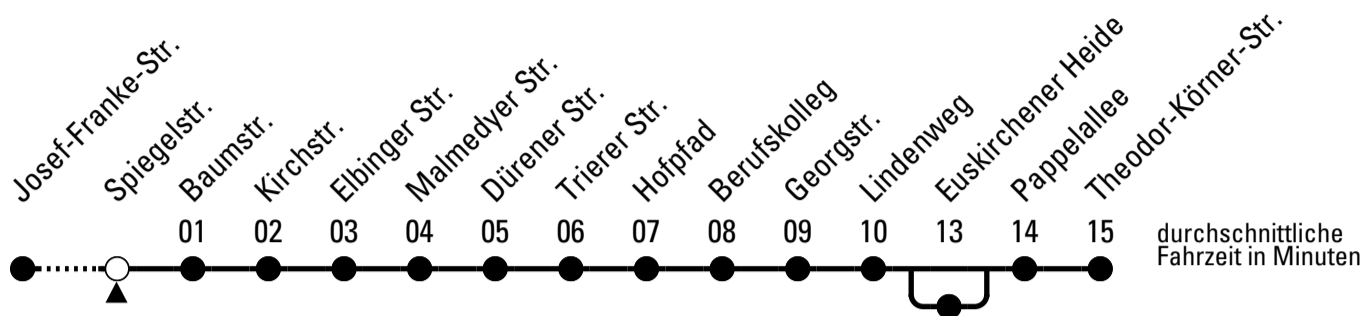 Josef-Franke-Str.
Spiegelstr.
Baumstr.
Kirchstr.
Elbinger Str.
Malmedyer Str.
Dürener Str.
Trierer Str.
Hofpfad
Berufskolleg
Georgstr.
Lindenweg
Euskirchener Heide
Pappelallee
Theodor-Körner-Str.
01 02 03 04 05 06 07 08 09 10 13 14 15
durchschnittliche
Fahrzeit in Minuten